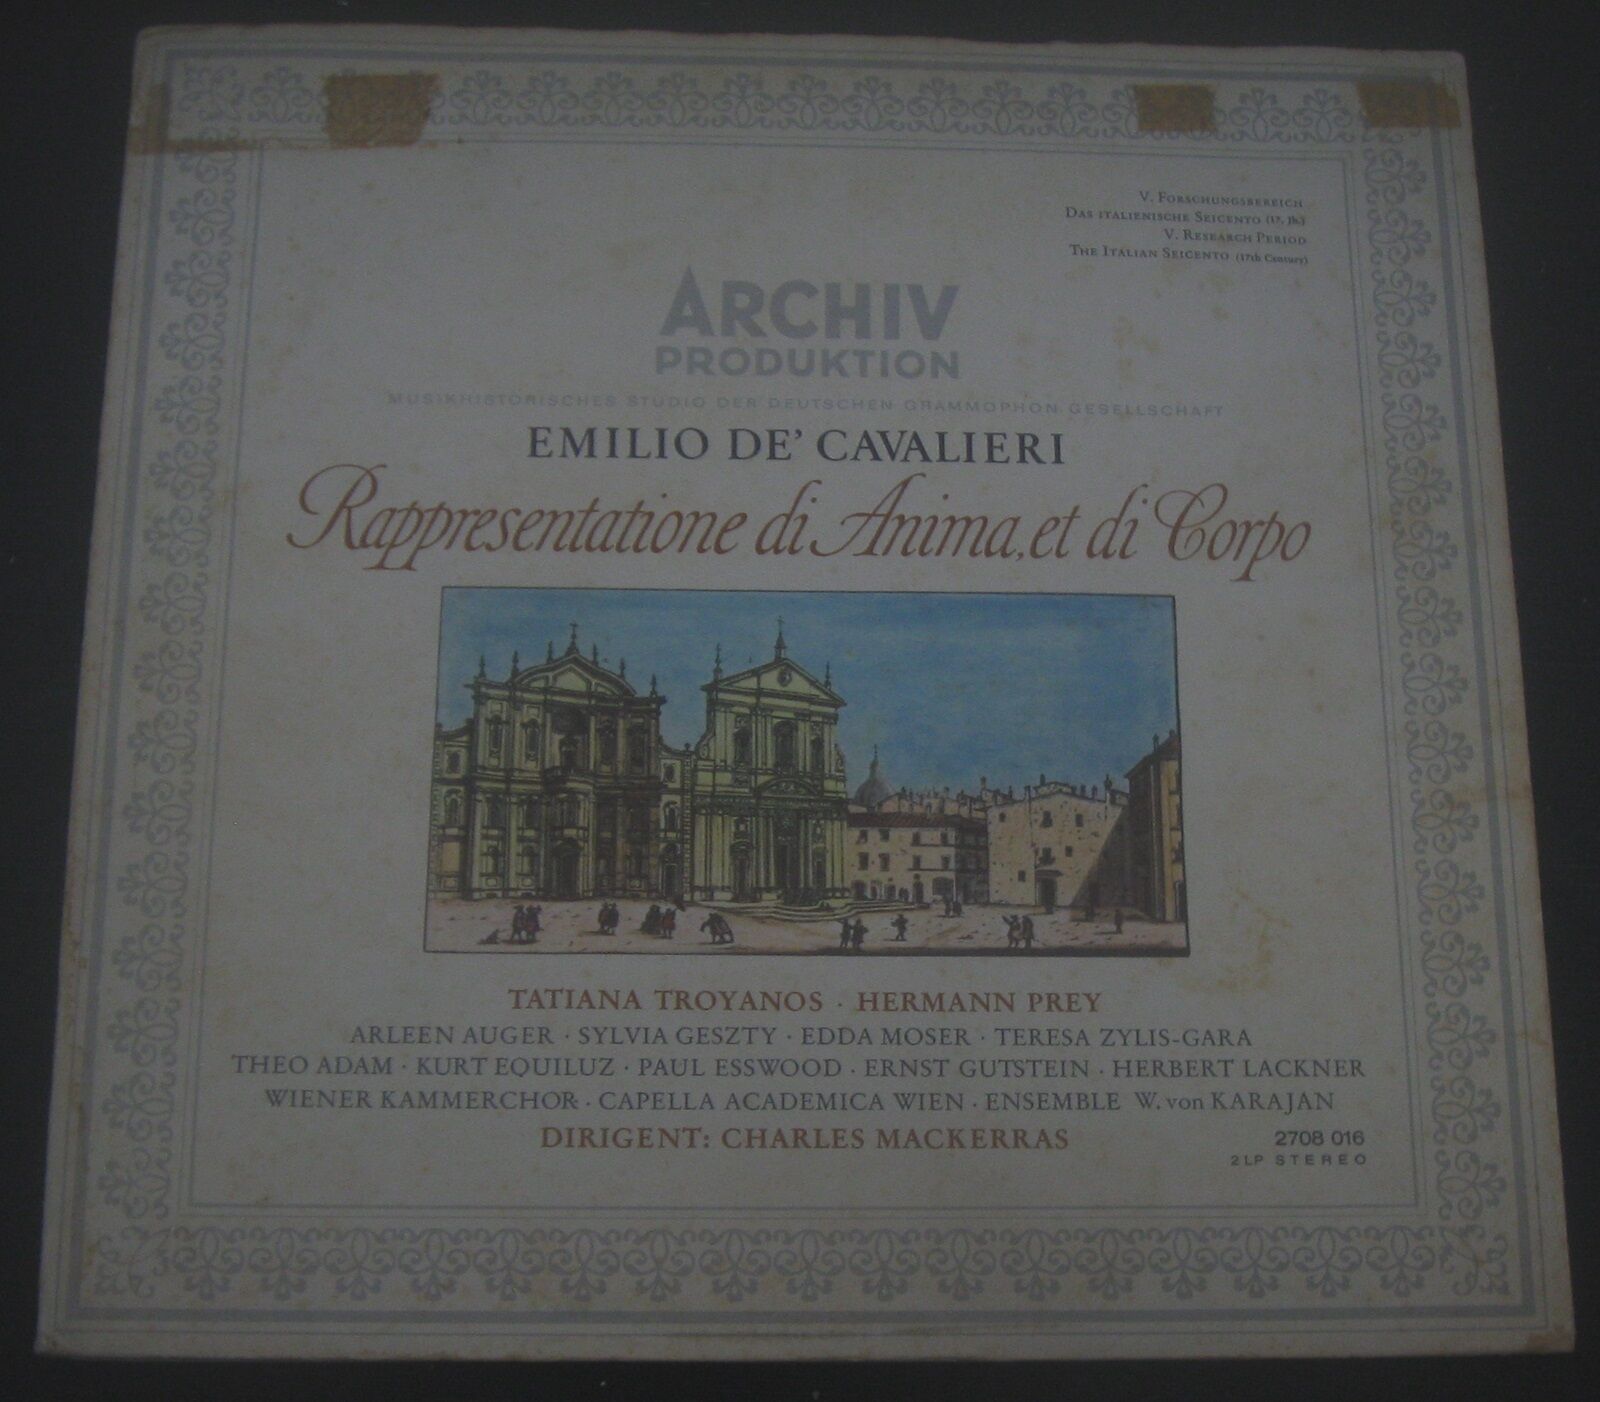 V. Forschungsbereich
Das italienische Seicento (17. Jh.)
V. Research Period
The Italian Seicento (17th Century)
ARCHIV
PRODUKTION
MUSIKHISTORISCHES STUDIO DER DEUTSCHEN GRAMMOPHON GESELLSCHAFT
EMILIO DE’ CAVALIERI
Rappresentatione di Anima, et di Corpo
TATIANA TROYANOS · HERMANN PREY
ARLEEN AUGER · SYLVIA GESZTY · EDDA MOSER · TERESA ZYLIS-GARA
THEO ADAM · KURT EQUILUZ · PAUL ESSWOOD · ERNST GUTSTEIN · HERBERT LACKNER
WIENER KAMMERCHOR · CAPELLA ACADEMICA WIEN · ENSEMBLE W. von KARAJAN
DIRIGENT: CHARLES MACKERRAS
2708 016
2 LP STEREO